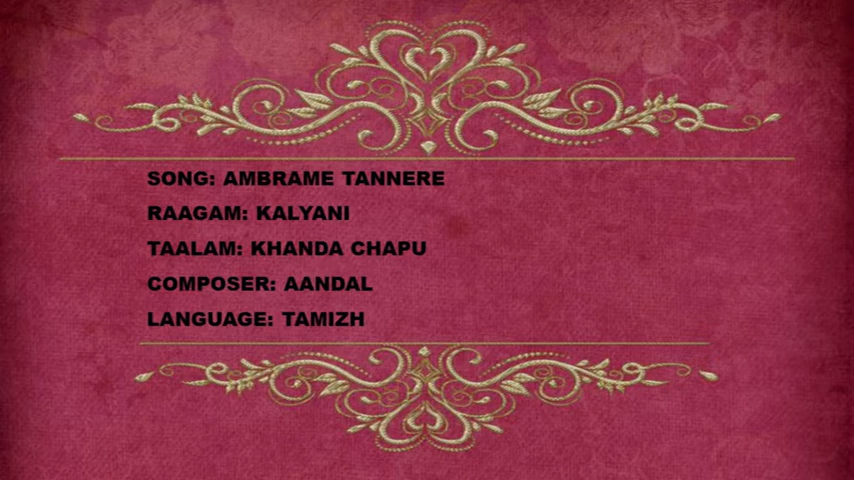 SONG: AMBRAME TANNERE
RAAGAM: KALYANI
TAALAM: KHANDA CHAPU
COMPOSER: AANDAL
LANGUAGE: TAMIZH